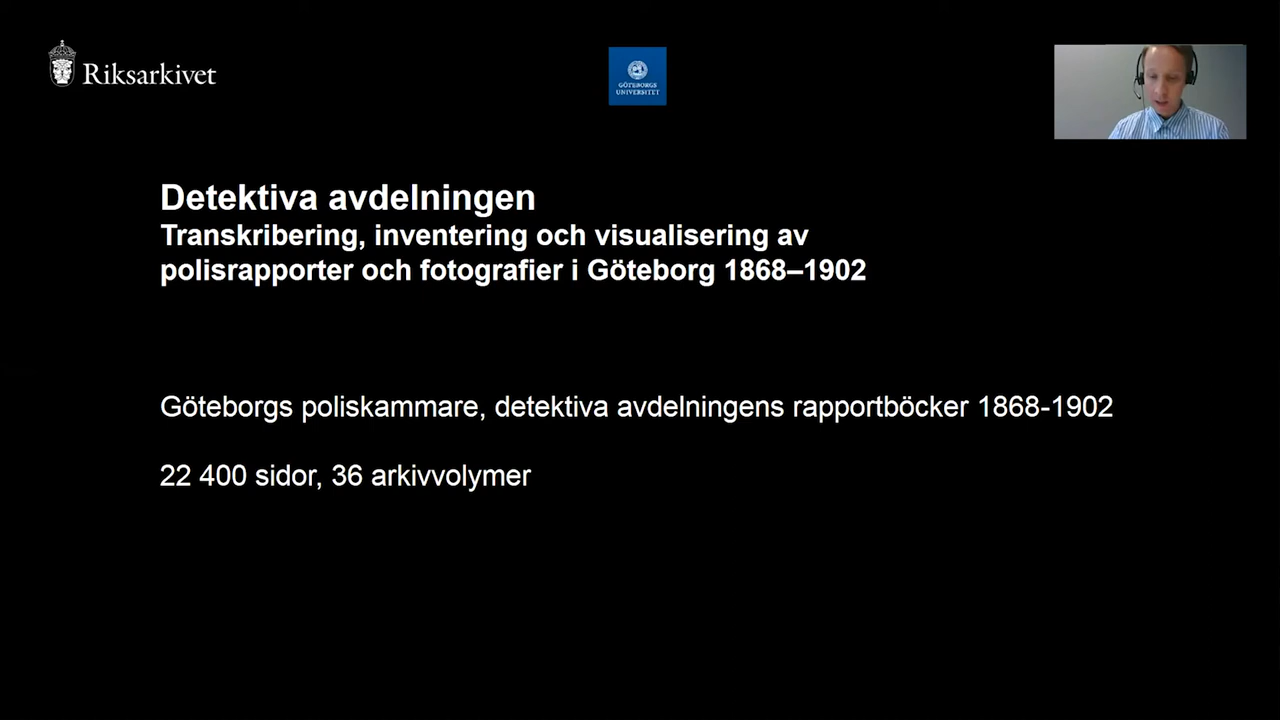 Riksarkivet
GÖTEBORGS
UNIVERSITET
Detektiva avdelningen
Transkribering, inventering och visualisering av
polisrapporter och fotografier i Göteborg 1868–1902
Göteborgs poliskammare, detektiva avdelningens rapportböcker 1868-1902
22 400 sidor, 36 arkivvolymer